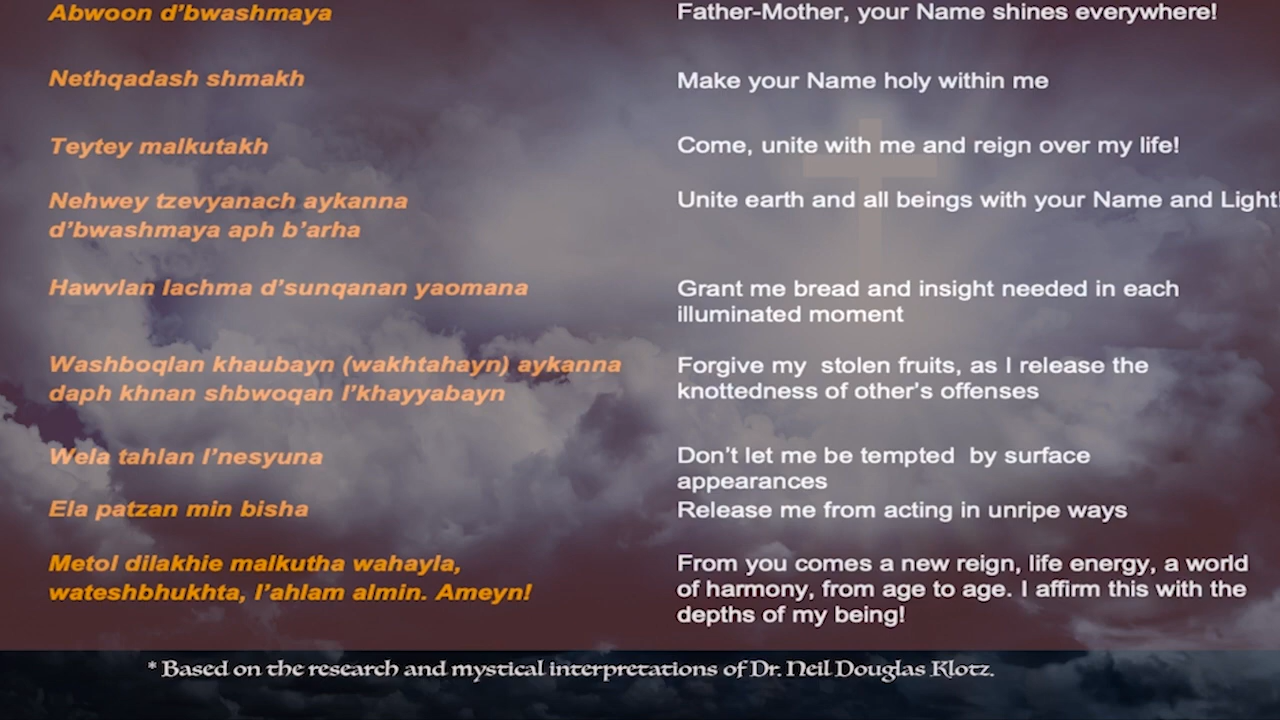 Abwoon d’bwashmaya
Father-Mother, your Name shines everywhere!
Nethqadash shmakh
Make your Name holy within me
Teytey malkutakh
Come, unite with me and reign over my life!
Nehwey tzevyanach aykanna
d’bwashmaya aph b’arha
Unite earth and all beings with your Name and Light!
Hawvlan lachma d’sunqanan yaomana
Grant me bread and insight needed in each
illuminated moment
Washboqlan khaubayn (wakhtahayn) aykanna
daph khnan shbwoqan l’khayyabayn
Forgive my  stolen fruits, as I release the
knottedness of other's offenses
Wela tahlan l’nesyuna
Don’t let me be tempted  by surface
appearances
Ela patzan min bisha
Release me from acting in unripe ways
Metol dilakhie malkutha wahayla,
wateshbhukhta, l’ahlam almin. Ameyn!
From you comes a new reign, life energy, a world
of harmony, from age to age. I affirm this with the
depths of my being!
* Based on the research and mystical interpretations of Dr. Neil Douglas Klotz.